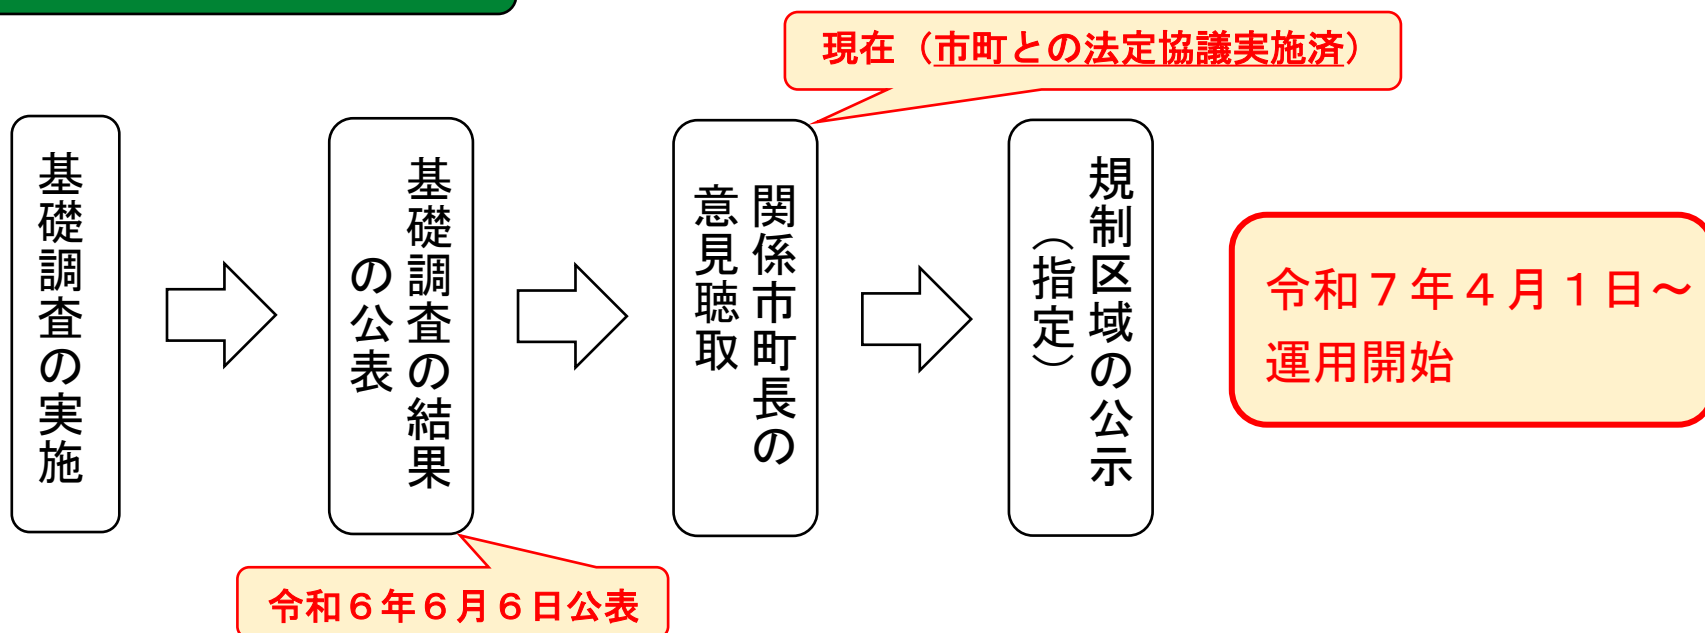 現在（市町との法定協議実施済）
基礎調査の実施
基礎調査の結果
の公表
関係市町長の
意見聴取
規制区域の公示
（指定）
令和７年４月１日～
運用開始
令和６年６月６日公表